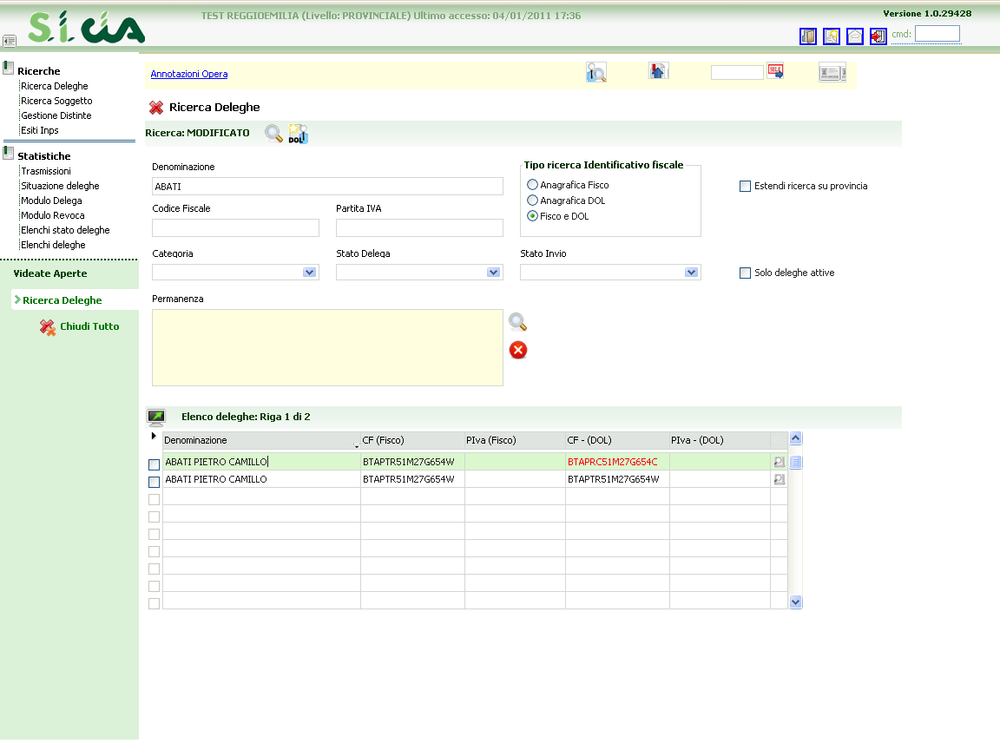 S.I. CIA
TEST REGGIOEMILIA (Livello: PROVINCIALE) Ultimo accesso: 04/01/2011 17:36
Versione 1.0.29428
cmd:
Ricerche
Ricerca Deleghe
Ricerca Soggetto
Gestione Distinte
Esiti Inps
Statistiche
Trasmissioni
Situazione deleghe
Modulo Delega
Modulo Revoca
Elenchi stato deleghe
Elenchi deleghe
Videate Aperte
Ricerca Deleghe
Chiudi Tutto
Annotazioni Opera
SELE
Ricerca Deleghe
Ricerca: MODIFICATO
DOL
Denominazione
ABATI
Tipo ricerca Identificativo fiscale
Anagrafica Fisco
Anagrafica DOL
Fisco e DOL
Estendi ricerca su provincia
Codice Fiscale Partita IVA
Categoria Stato Delega Stato Invio
Solo deleghe attive
Permanenza
Elenco deleghe: Riga 1 di 2
Denominazione CF (Fisco) PIva (Fisco) CF - (DOL) PIva - (DOL)
ABATI PIETRO CAMILLO BTAPTR51M27G654W BTAPRC51M27G654C
ABATI PIETRO CAMILLO BTAPTR51M27G654W BTAPTR51M27G654W